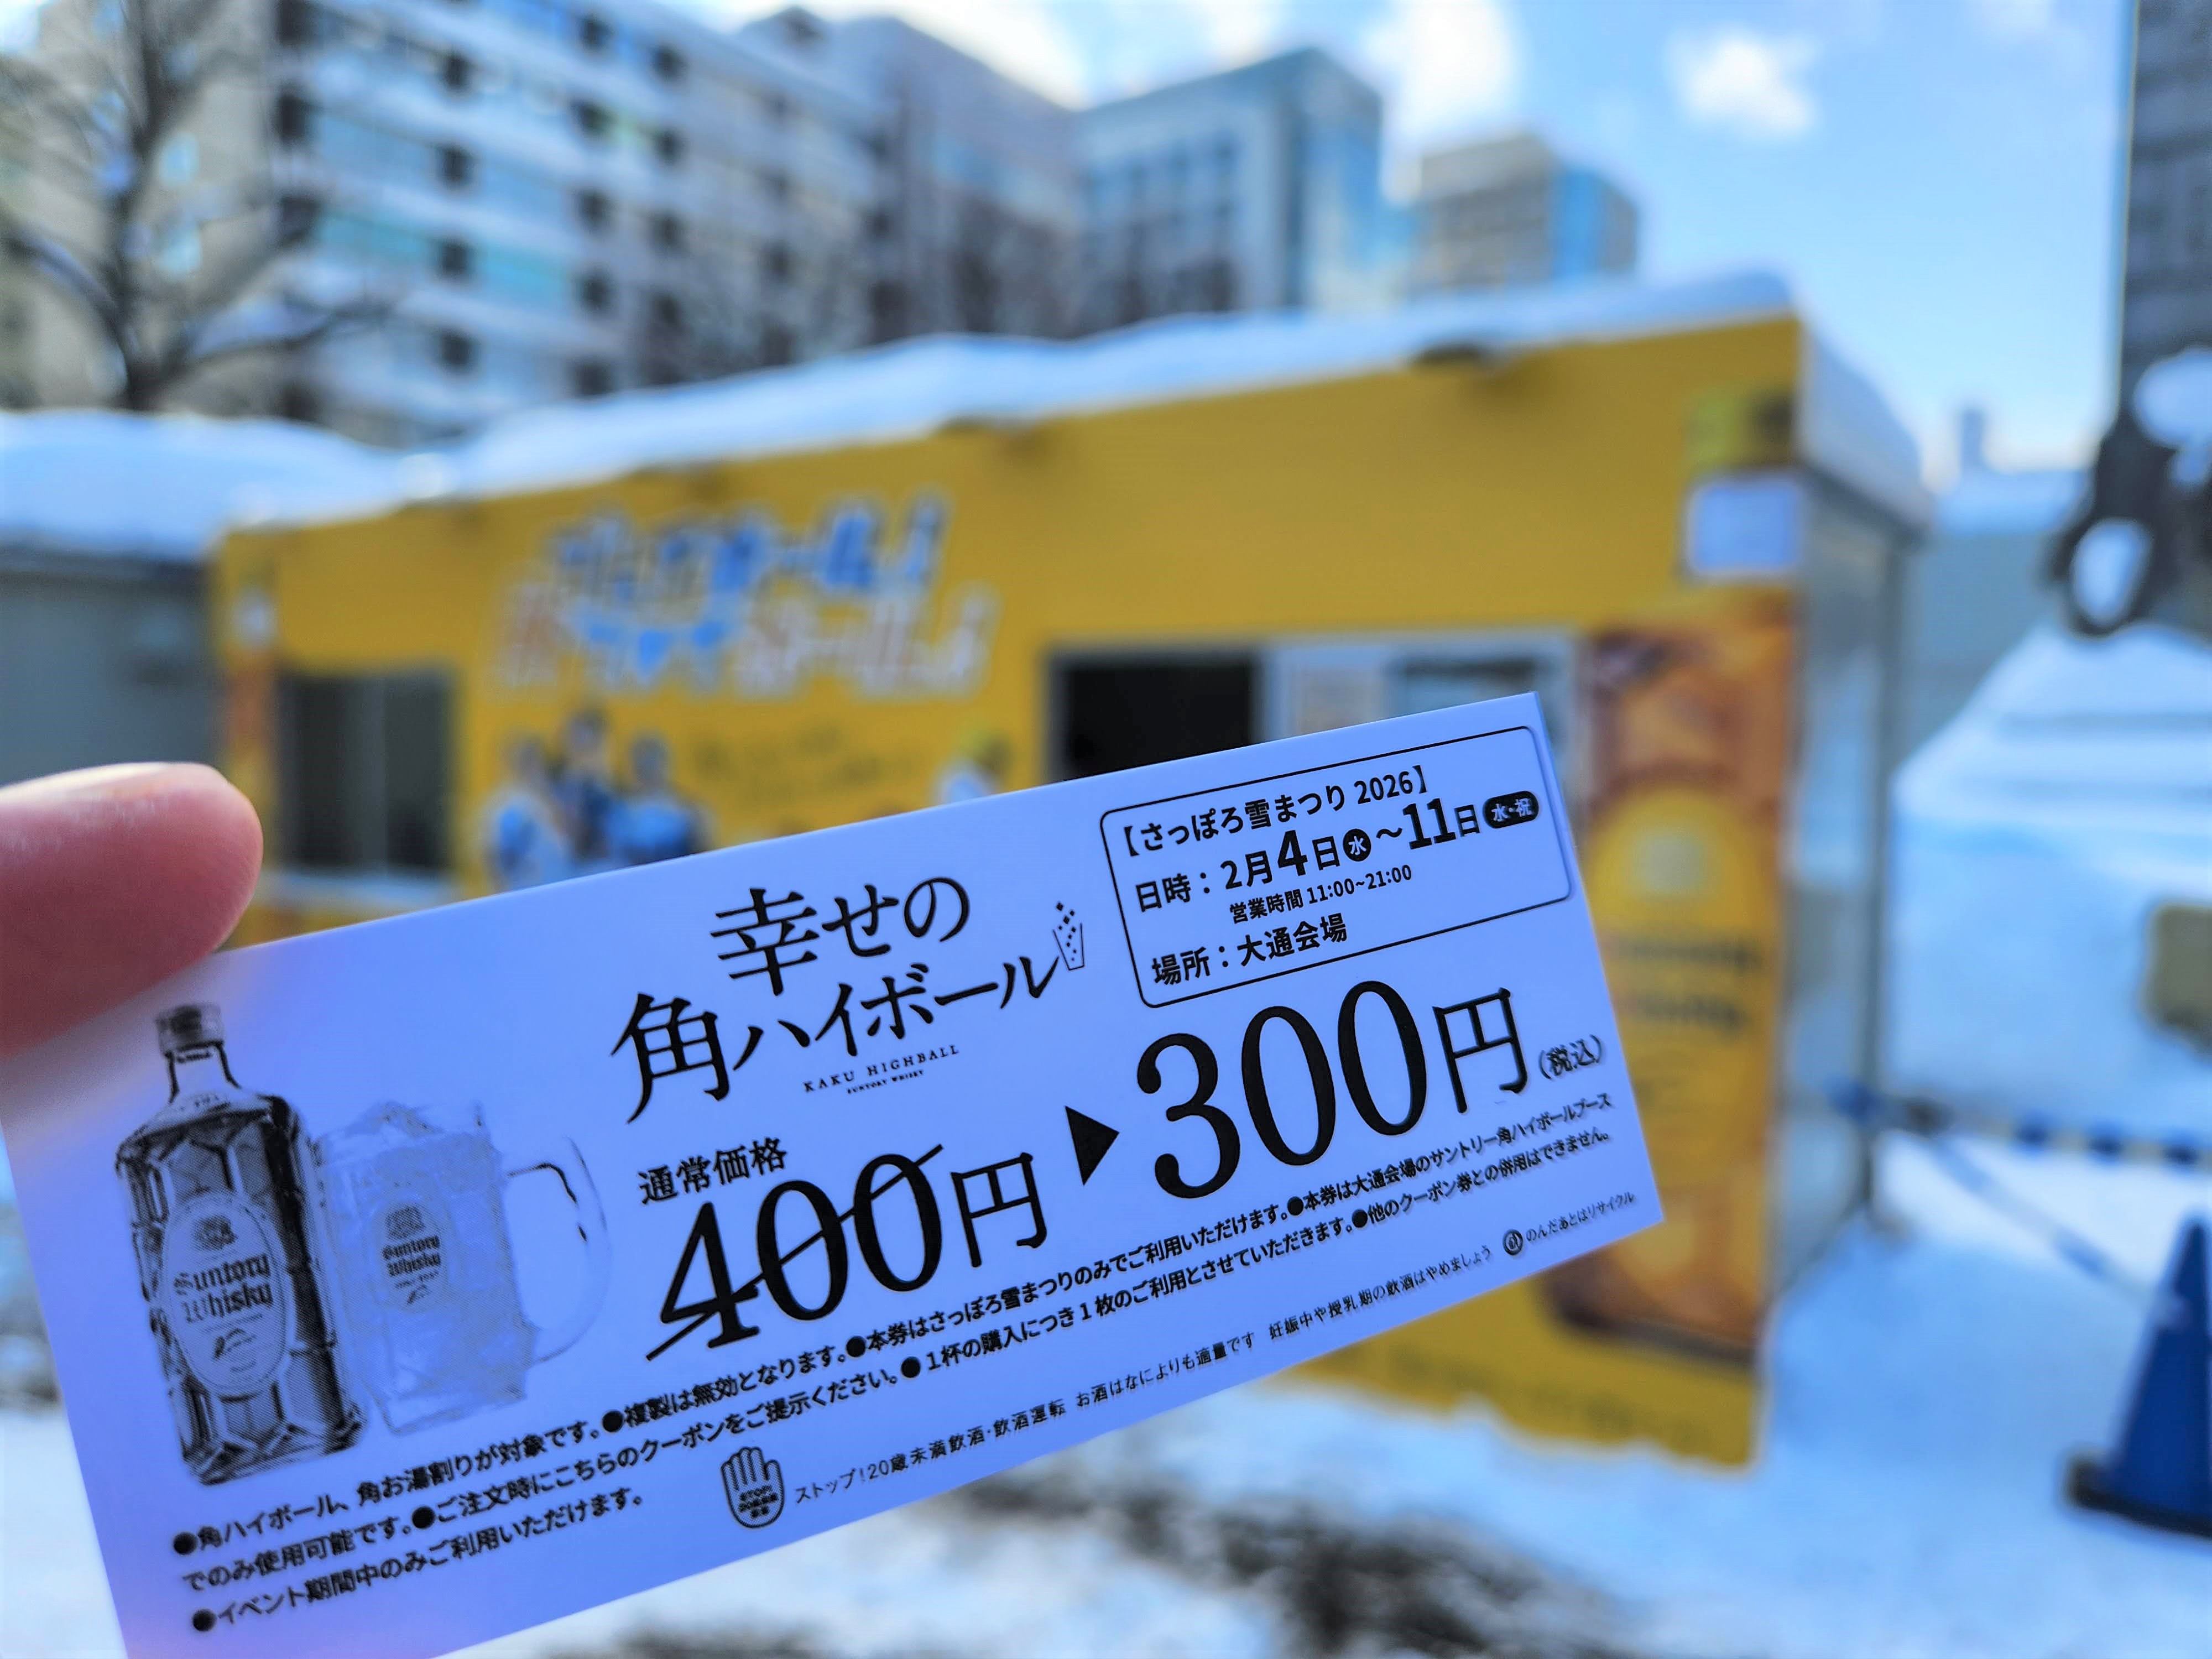 【さっぽろ雪まつり 2026】
日時：2月4日水～11日水・祝
営業時間 11:00~21:00
場所：大通会場
幸せの
角ハイボール
KAKU HIGHBALL
SUNTORY WHISKY
通常価格
400円▶300円(税込)
Suntory
Whisky
Suntory
Whisky
●角ハイボール、角お湯割りが対象です。●複製は無効となります。●本券はさっぽろ雪まつりのみでご利用いただけます。●本券は大通会場のサントリー角ハイボールブース
でのみ使用可能です。●ご注文時にこちらのクーポンをご提示ください。●1杯の購入につき1枚のご利用とさせていただきます。●他のクーポン券との併用はできません。
●イベント期間中のみご利用いただけます。
STOP!
ストップ!20歳未満飲酒・飲酒運転 お酒はなによりも適量です 妊娠中や授乳期の飲酒はやめましょう のんだあとはリサイクル